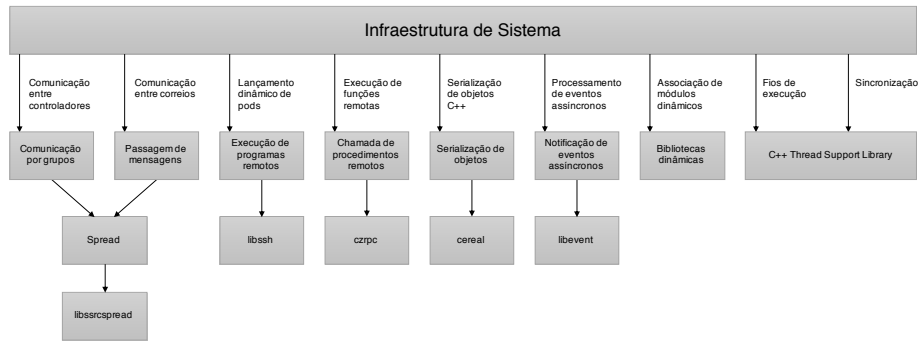 Infraestrutura de Sistema
Comunicação
entre
controladores
Comunicação
entre correios
Lançamento
dinâmico de
pods
Execução de
funções
remotas
Serialização
de objetos
C++
Processamento
de eventos
assíncronos
Associação de
módulos
dinâmicos
Fios de
execução
Sincronização
Comunicação
por grupos
Passagem de
mensagens
Execução de
programas
remotos
Chamada de
procedimentos
remotos
Serialização de
objetos
Notificação de
eventos
assíncronos
Bibliotecas
dinâmicas
C++ Thread Support Library
Spread
libssh
czrpc
cereal
libevent
libssrcspread